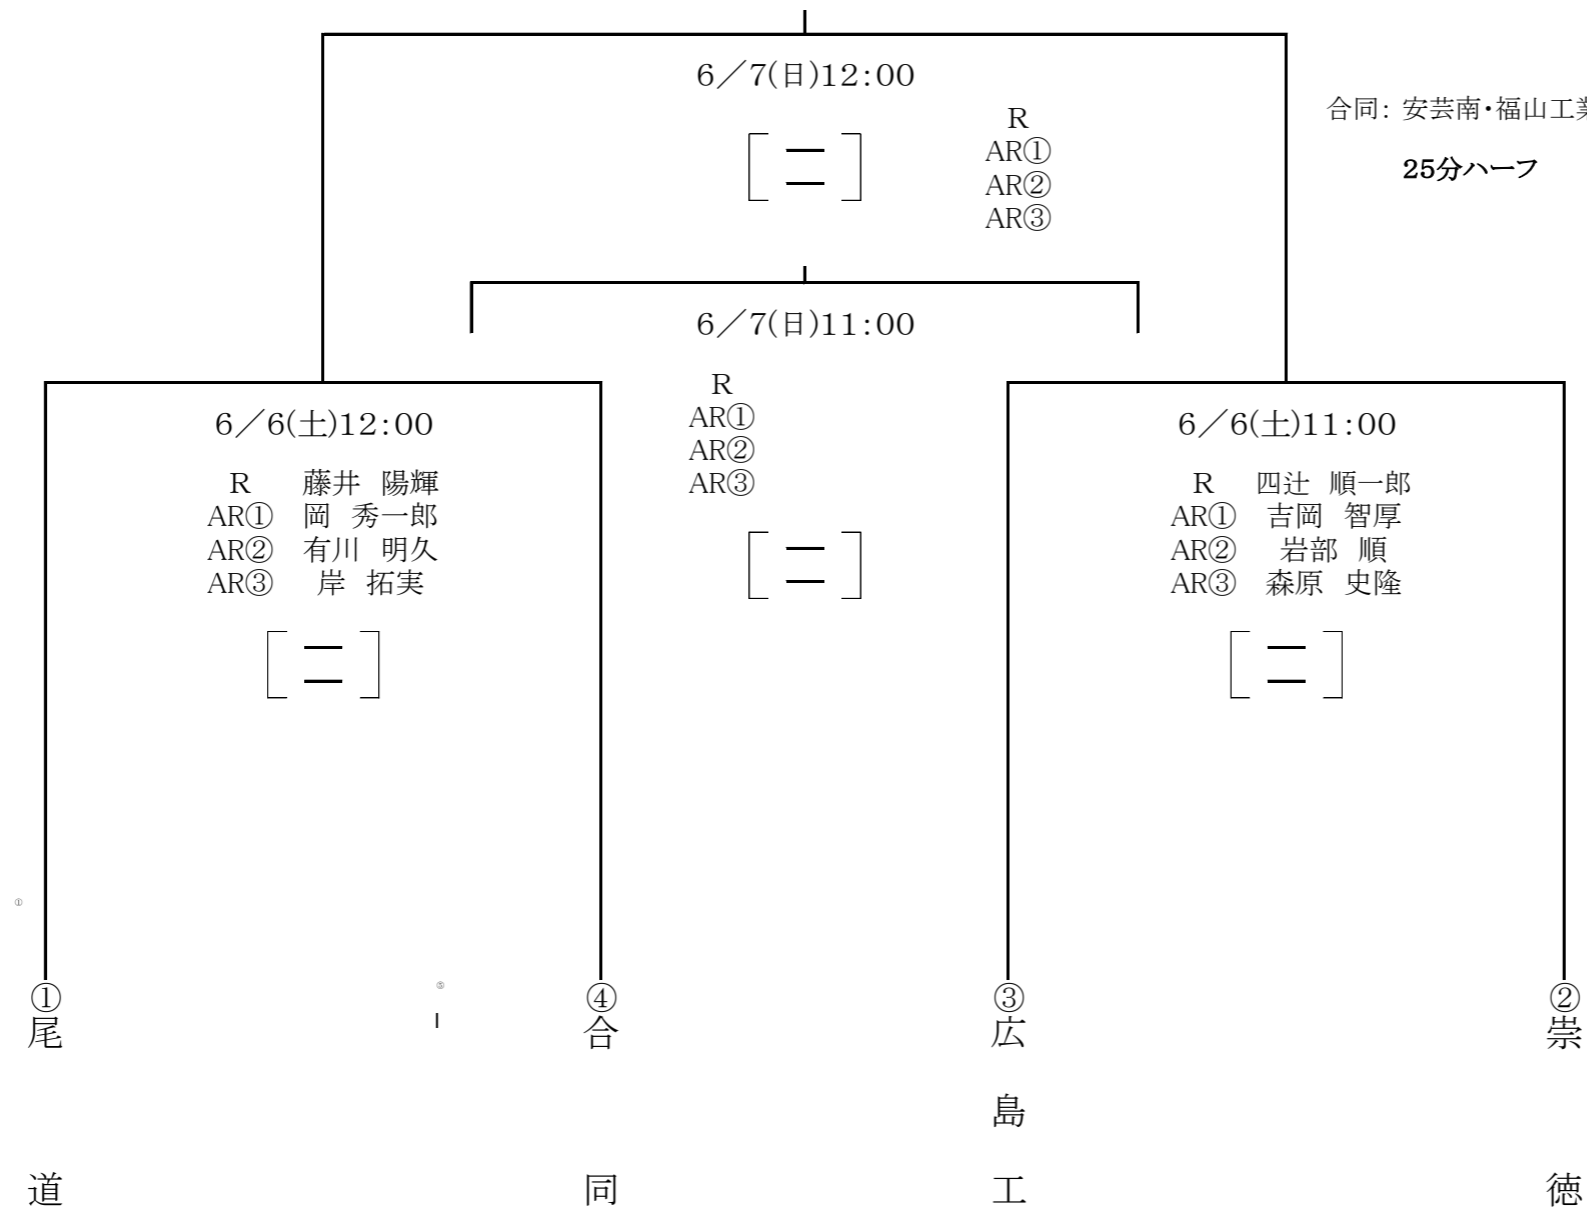 6／7(日)12:00
合同: 安芸南・福山工業
25分ハーフ
R
AR①
AR②
AR③
6／7(日)11:00
R
AR①
AR②
AR③
6／6(土)12:00
R 藤井 陽輝
AR① 岡 秀一郎
AR② 有川 明久
AR③ 岸 拓実
6／6(土)11:00
R 四辻 順一郎
AR① 吉岡 智厚
AR② 岩部 順
AR③ 森原 史隆
①
⑤
①尾道
④合同
③広島工
②崇徳